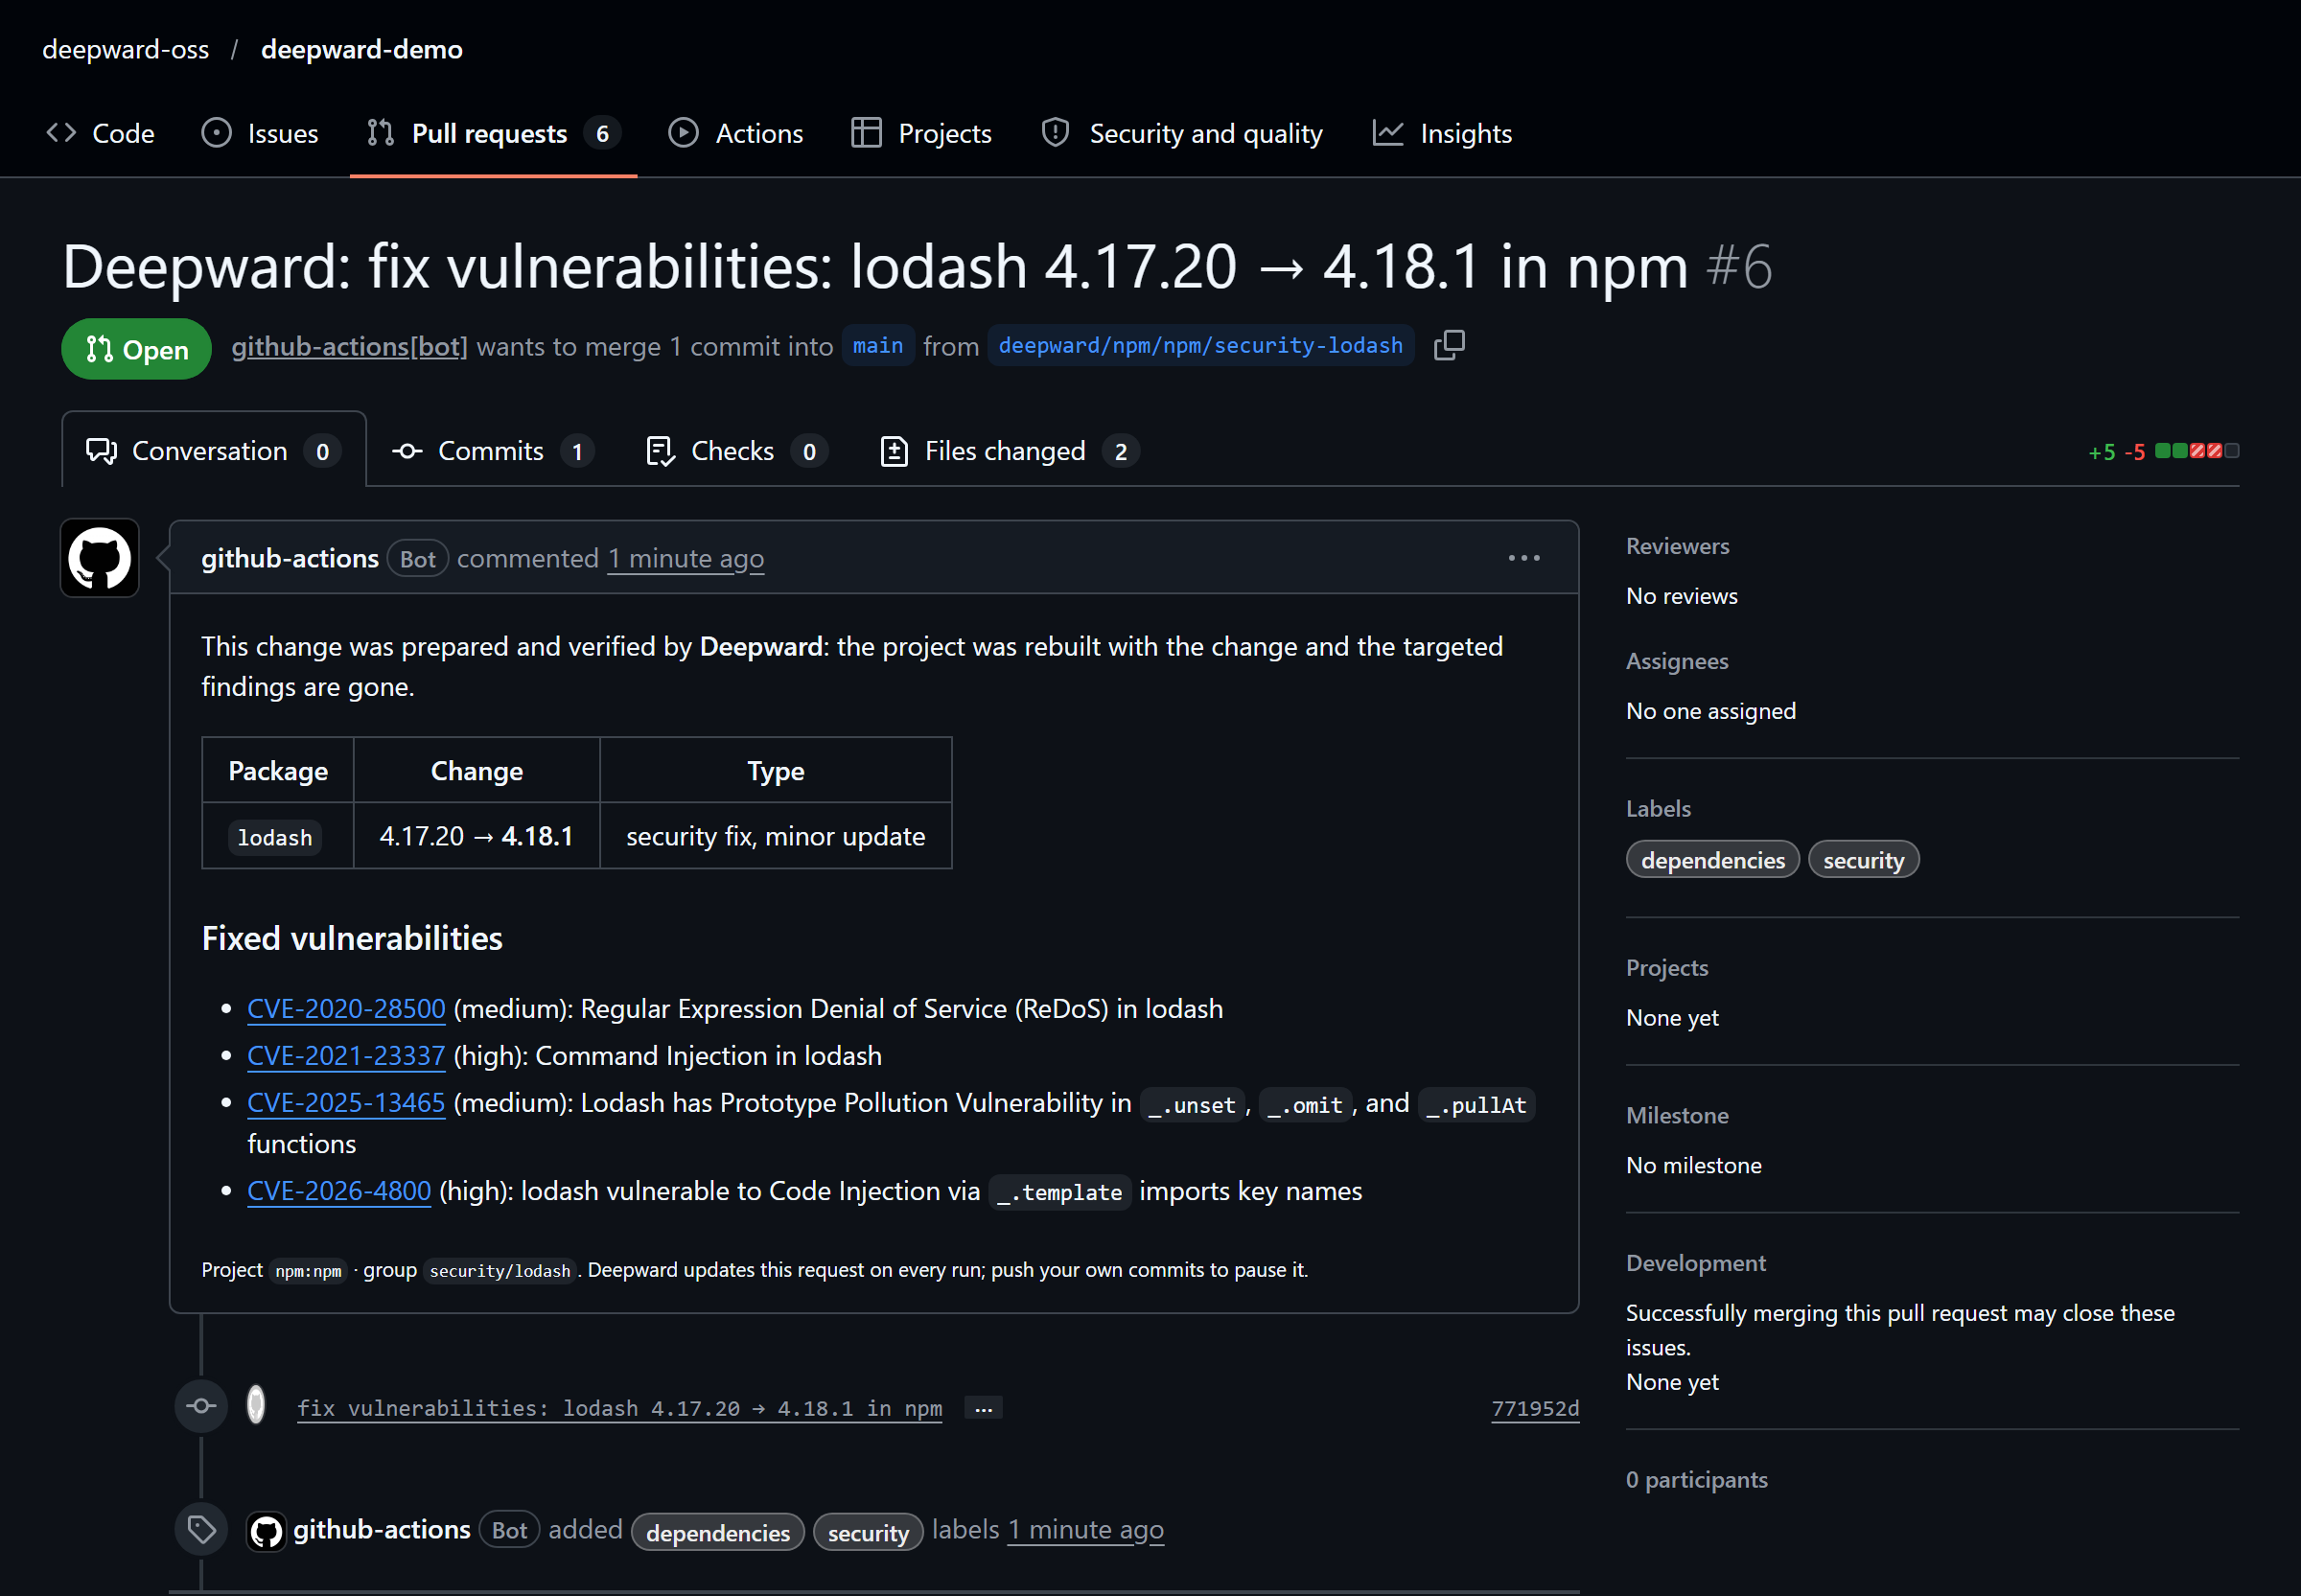 deepward-oss / deepward-demo
Code Issues Pull requests 6 Actions Projects Security and quality Insights
Deepward: fix vulnerabilities: lodash 4.17.20 → 4.18.1 in npm #6
Open github-actions[bot] wants to merge 1 commit into main from deepward/npm/npm/security-lodash
Conversation 0 Commits 1 Checks 0 Files changed 2 +5 -5
github-actions Bot commented 1 minute ago
This change was prepared and verified by Deepward: the project was rebuilt with the change and the targeted
findings are gone.
Package Change Type
lodash 4.17.20 → 4.18.1 security fix, minor update
Fixed vulnerabilities
• CVE-2020-28500 (medium): Regular Expression Denial of Service (ReDoS) in lodash
• CVE-2021-23337 (high): Command Injection in lodash
• CVE-2025-13465 (medium): Lodash has Prototype Pollution Vulnerability in _.unset, _.omit, and _.pullAt
functions
• CVE-2026-4800 (high): lodash vulnerable to Code Injection via _.template imports key names
Project npm:npm · group security/lodash. Deepward updates this request on every run; push your own commits to pause it.
fix vulnerabilities: lodash 4.17.20 → 4.18.1 in npm … 771952d
github-actions Bot added dependencies security labels 1 minute ago
Reviewers
No reviews
Assignees
No one assigned
Labels
dependencies security
Projects
None yet
Milestone
No milestone
Development
Successfully merging this pull request may close these
issues.
None yet
0 participants